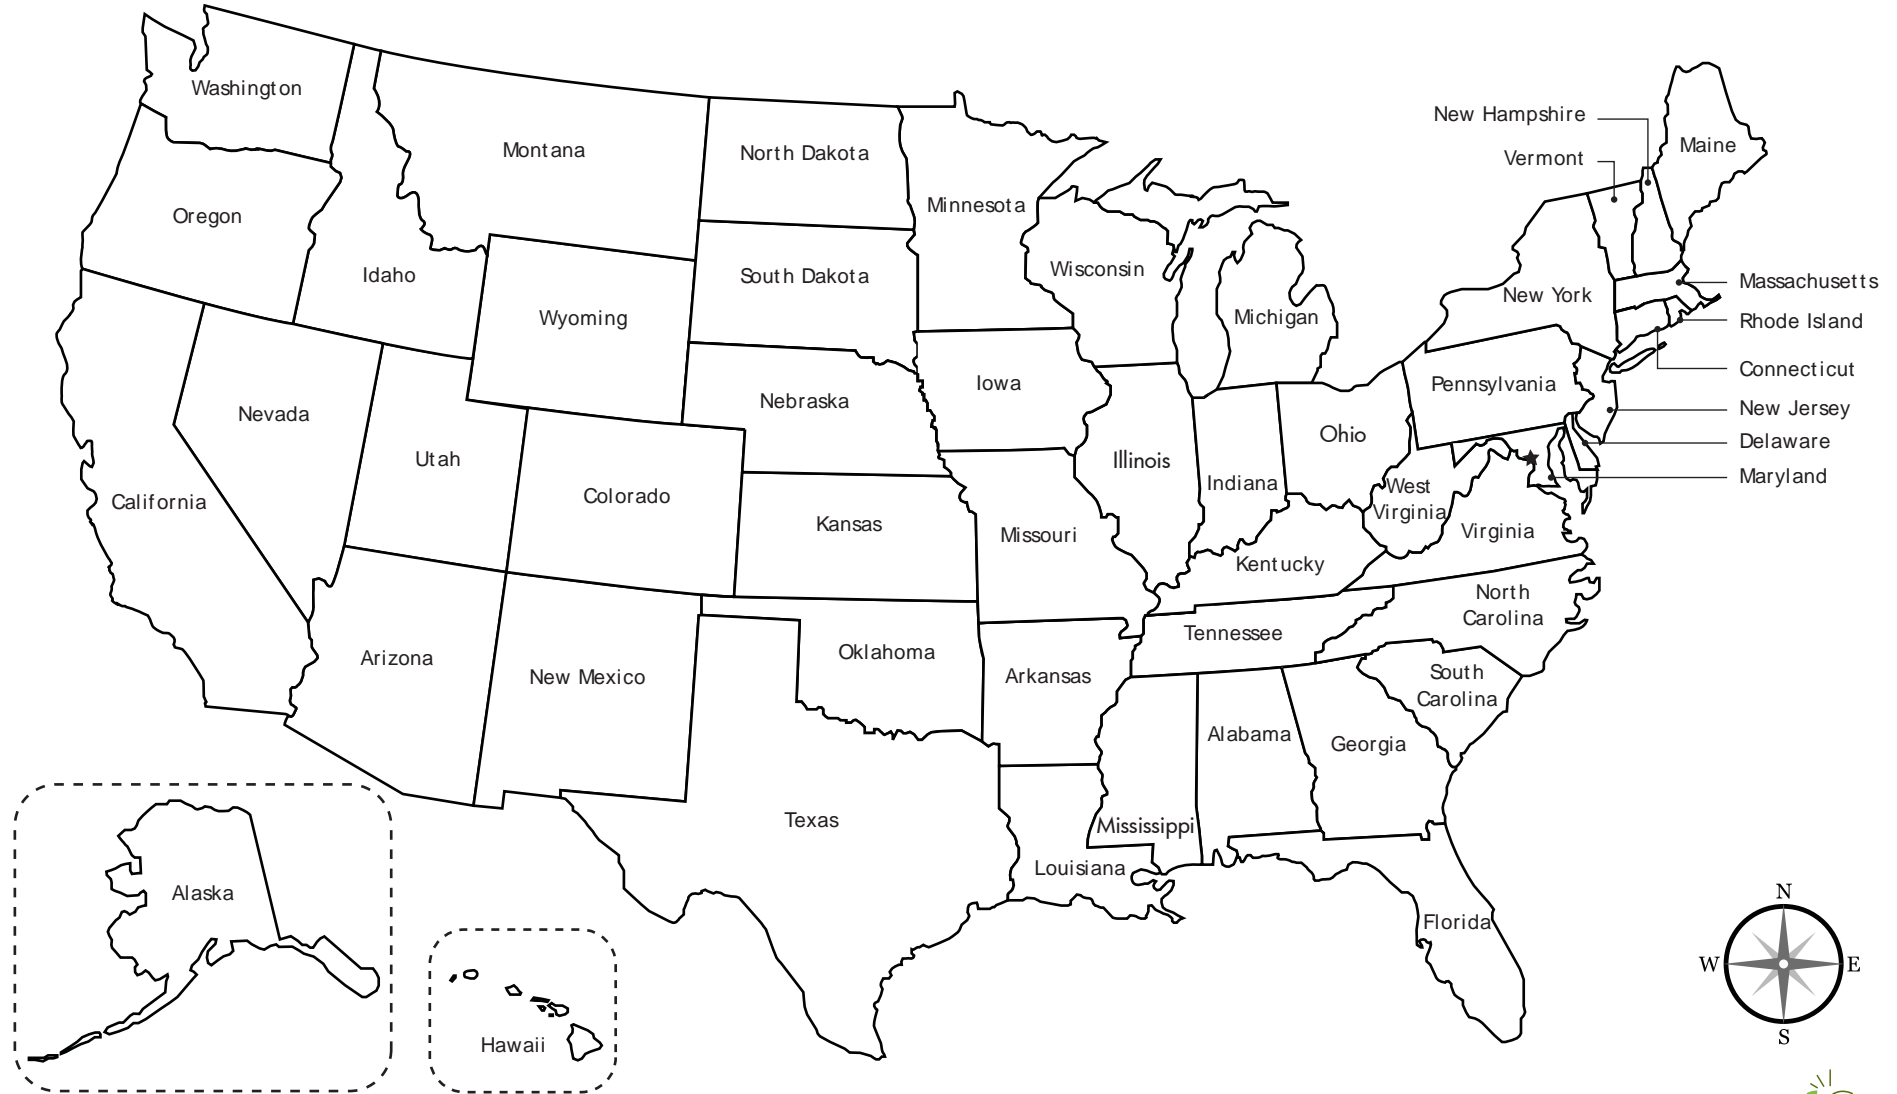 Washington
Oregon
California
Idaho
Nevada
Montana
Wyoming
Utah
Arizona
Colorado
New Mexico
North Dakota
South Dakota
Nebraska
Kansas
Oklahoma
Texas
Minnesota
Iowa
Missouri
Arkansas
Louisiana
Wisconsin
Illinois
Michigan
Indiana
Ohio
Kentucky
Tennessee
Mississippi
Alabama
Georgia
Florida
South
Carolina
North
Carolina
Virginia
West
Virginia
Pennsylvania
New York
Vermont
New Hampshire
Maine
Massachusetts
Rhode Island
Connecticut
New Jersey
Delaware
Maryland
Alaska
Hawaii
N
W
E
S